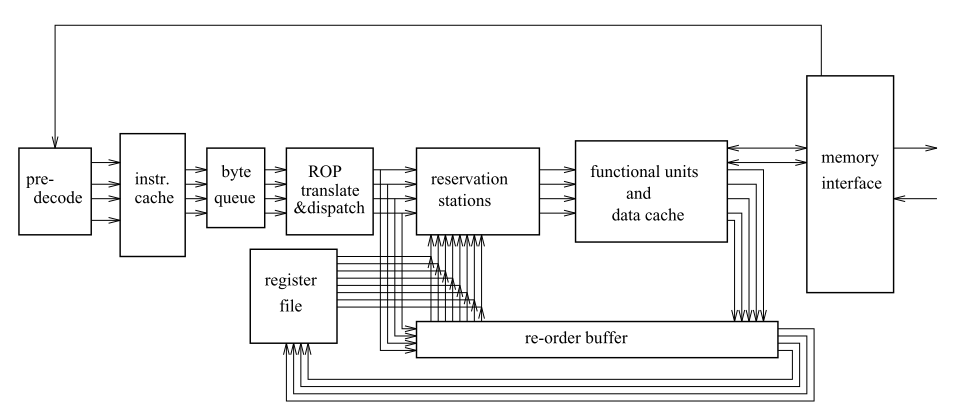 pre-
decode
instr.
cache
byte
queue
ROP
translate
&dispatch
reservation
stations
functional units
and
data cache
memory
interface
register
file
re-order buffer